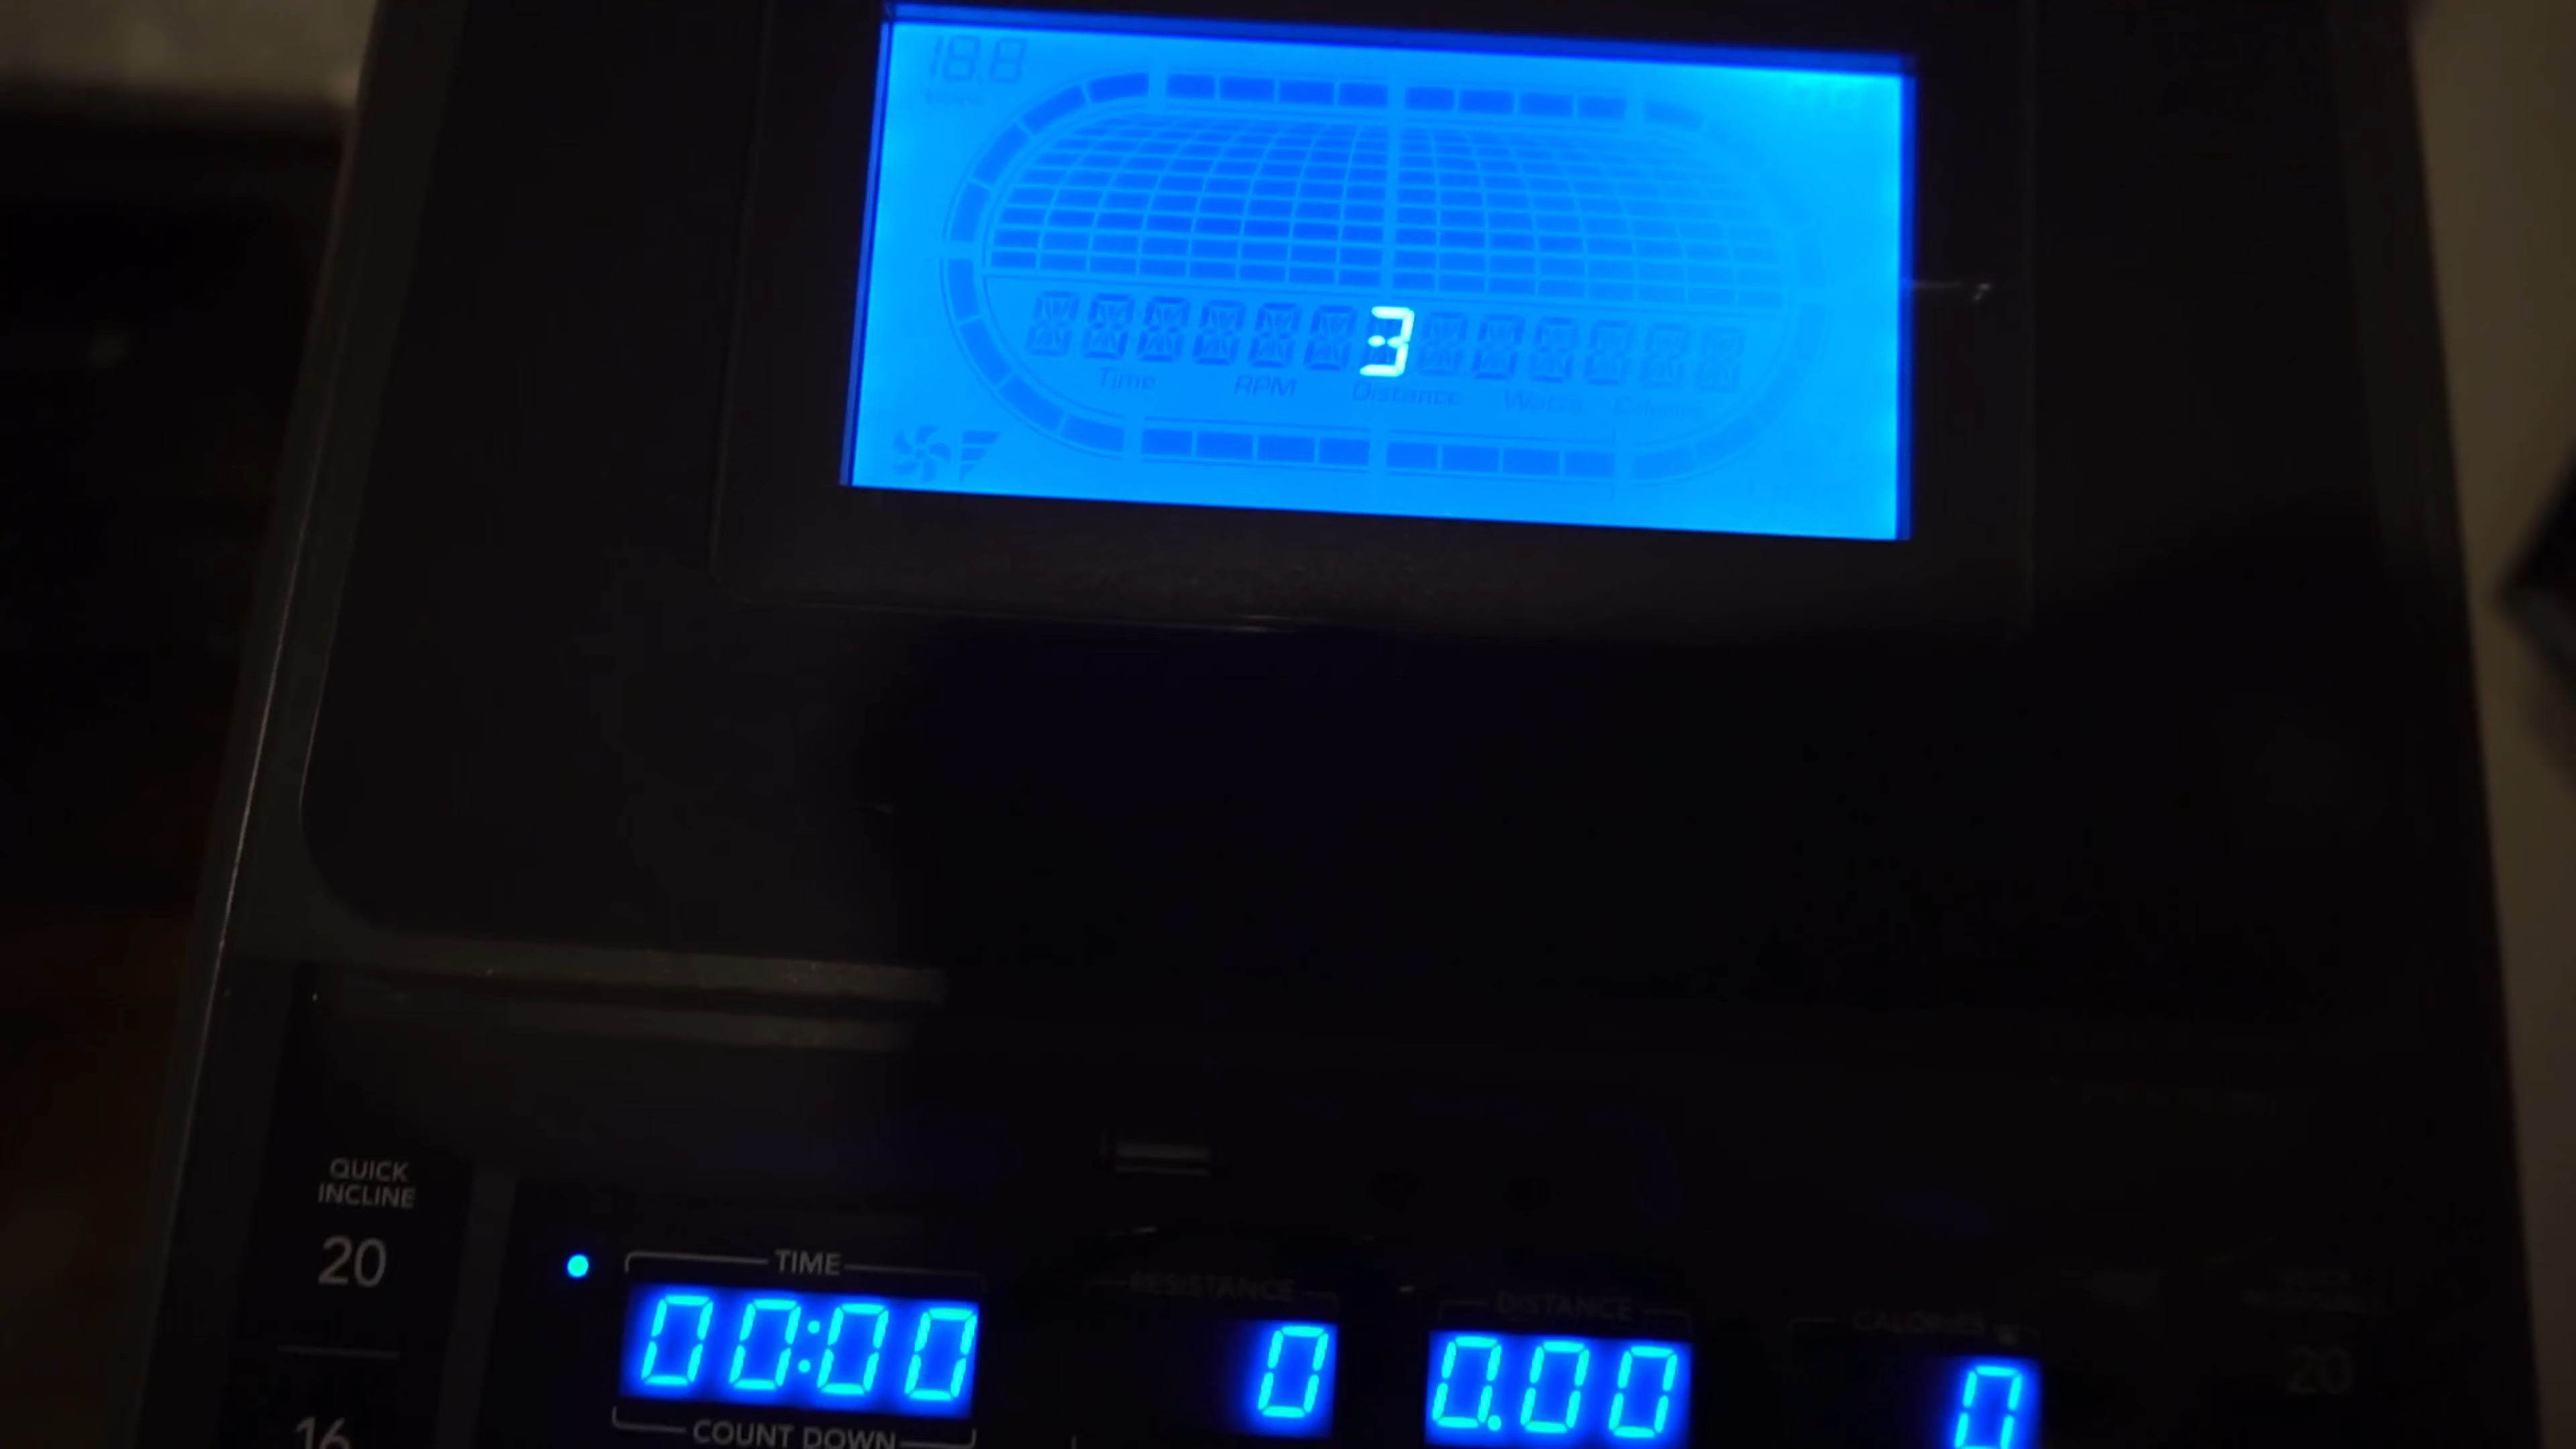 18.8
3
Time RPM Distance Watts Calories
QUICK
INCLINE
20
16
TIME
00:00
COUNT DOWN
RESISTANCE
0
DISTANCE
0.00
CALORIES
0
20